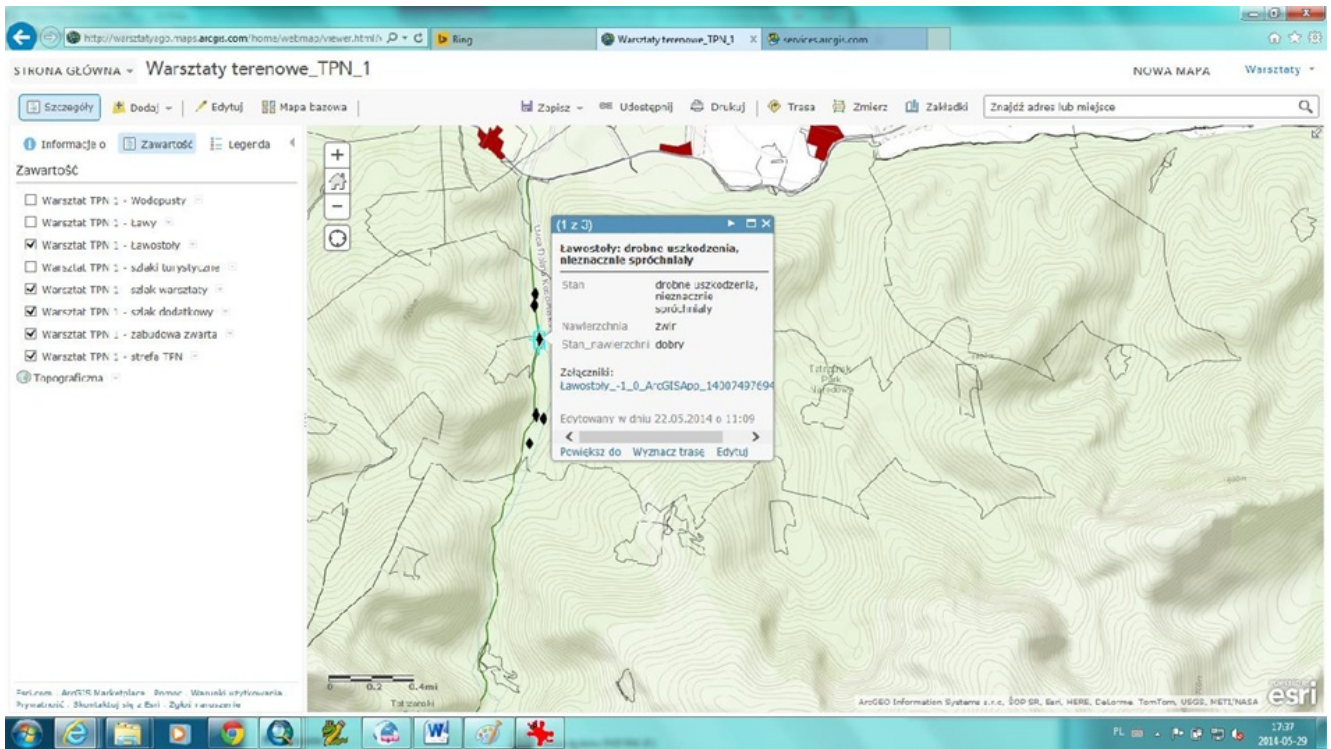 http://warsztatyego.maps.arcgis.com/home/webmap/viewer.html
Bing
Warsztaty terenowe_TPN_1
services.arcgis.com
STRONA GŁÓWNA
Warsztaty terenowe_TPN_1
NOWA MAPA
Warsztaty
Szczegóły
Dodaj
Edytuj
Mapa bazowa
Zapisz
Udostępnij
Drukuj
Trasa
Zmierz
Zakładki
Znajdź adres lub miejsce
Informacje o
Zawartość
Legenda
Zawartość
Warsztat TPN 1 - Wodopusty
Warsztat TPN 1 - Ławy
Warsztat TPN 1 - Ławostoły
Warsztat TPN 1 - szlaki turystyczne
Warsztat TPN 1 szlak warsztaty
Warsztat TPN 1 - szlak dodatkowy
Warsztat TPN 1 - zabudowa zwarta
Warsztat TPN 1 - strefa TPN
Topograficzna
(1 z 3)
Ławostoły: drobne uszkodzenia,
nieznacznie spróchniały
Stan drobne uszkodzenia,
nieznacznie
spróchniały
Nawierzchnia żwir
Stan_nawierzchni dobry
Załączniki:
Ławostoły_-1_0_ArcGISApp_14007497694
Edytowany w dniu 22.05.2014 o 11:09
Powiększ do Wyznacz trasę Edytuj
Park
0 0.2 0.4mi
Esri.com . ArcGIS Marketplace . Pomoc . Warunki użytkowania
Prywatność . Skontaktuj się z Esri . Zgłoś naruszenie
ArcGEO Information Systems s.r.o, ŚOP SR, Esri, HERE, DeLorme, TomTom, USGS, METI/NASA
esri
PL
17:37
2014-05-29